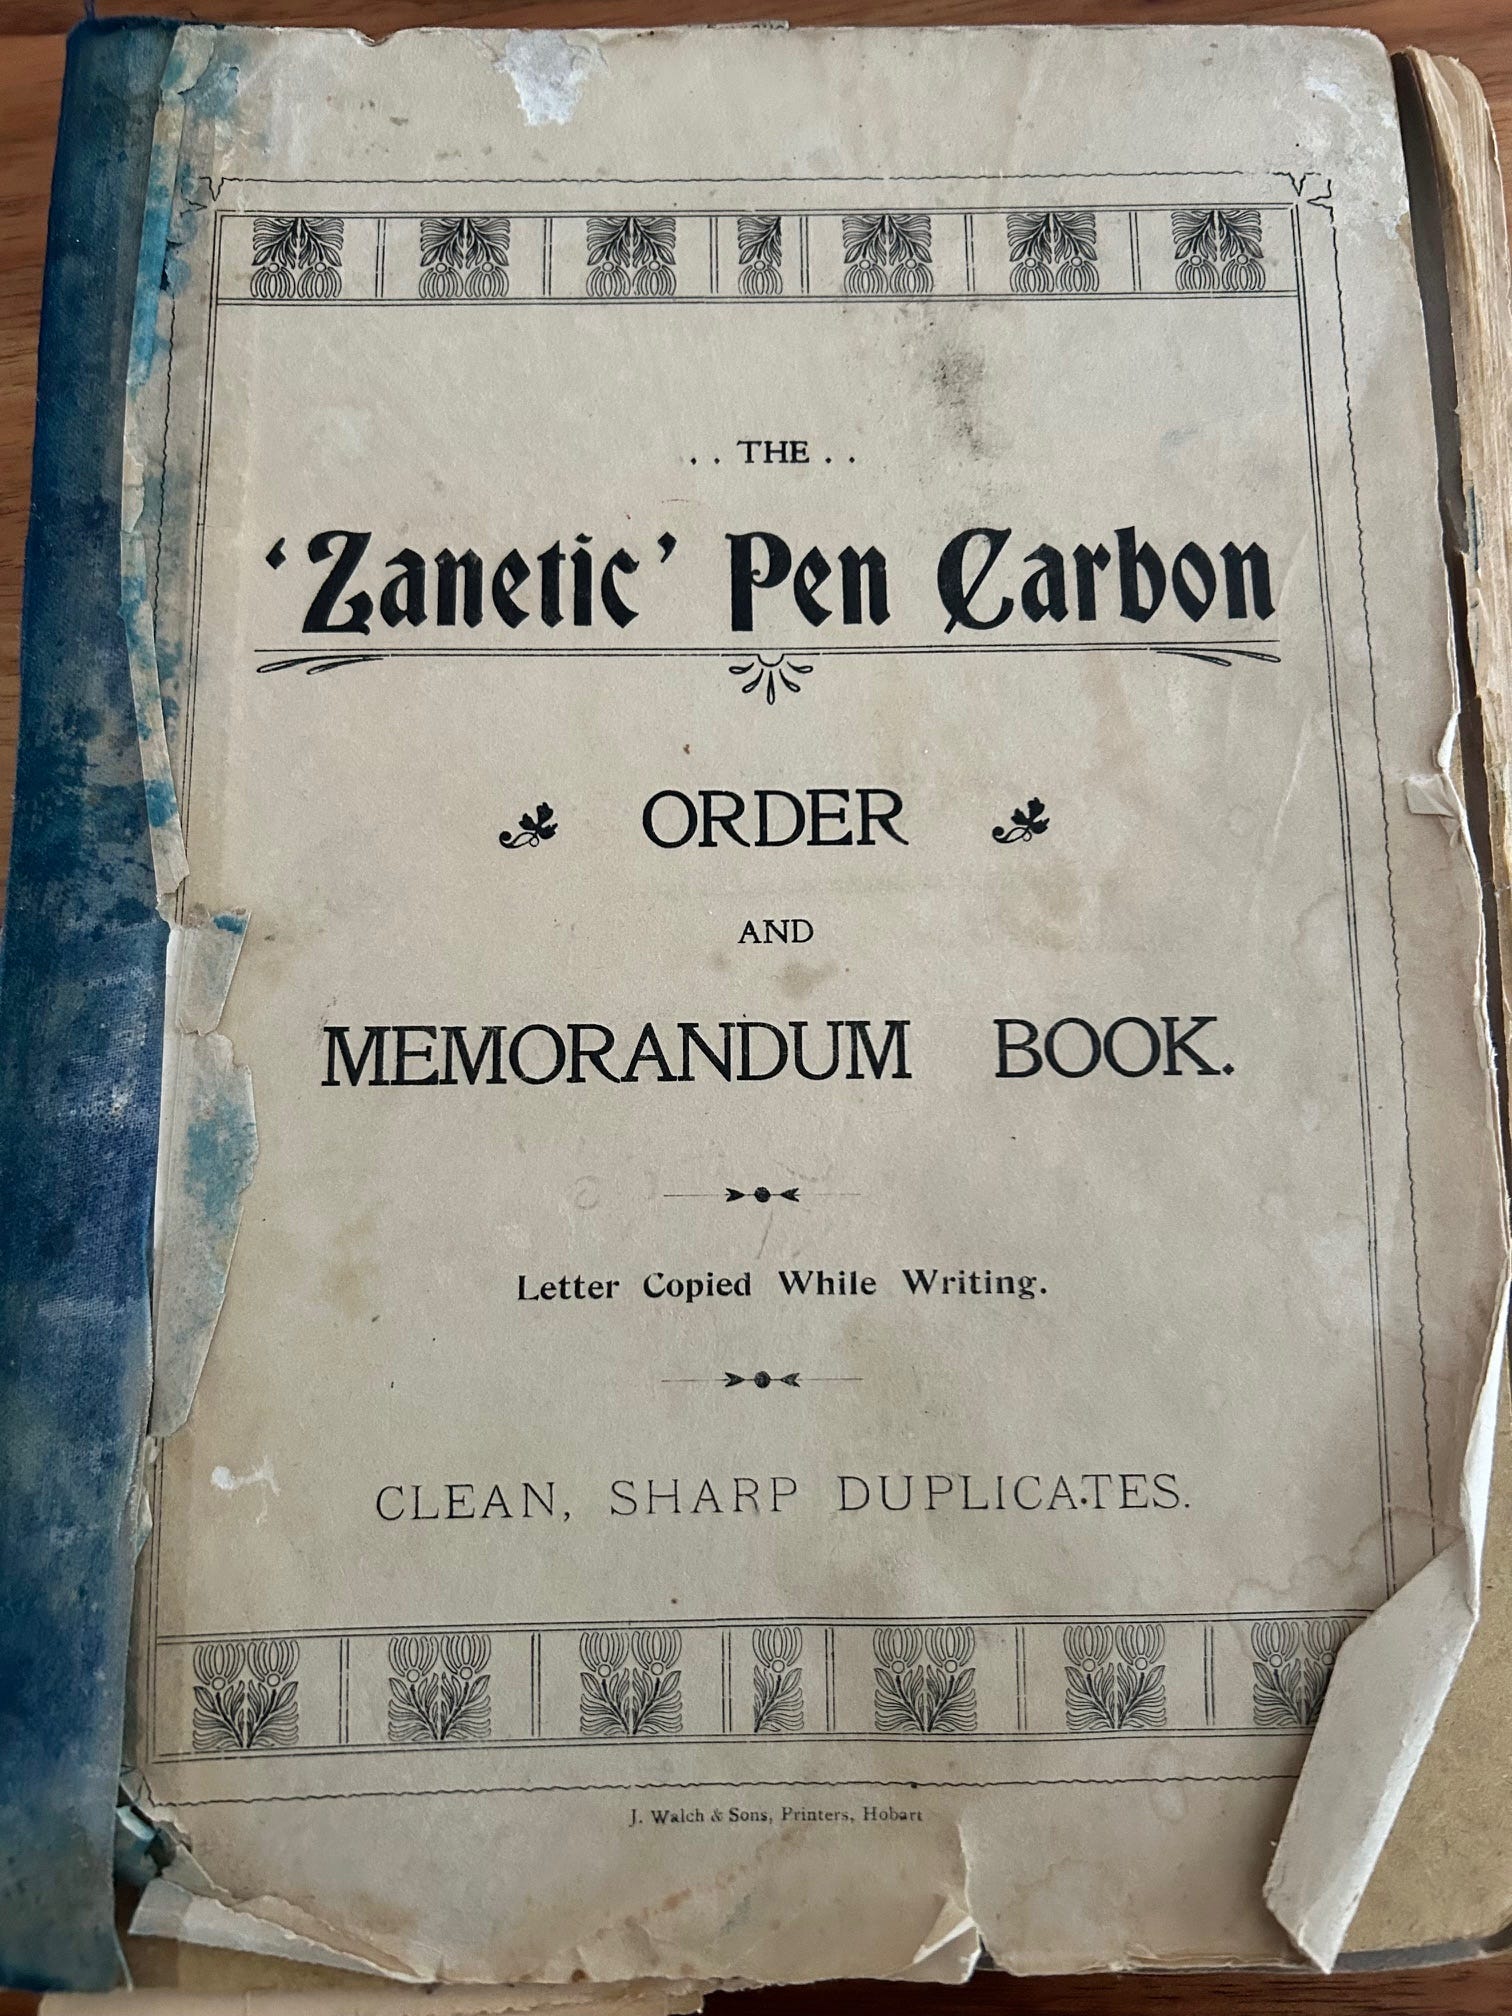 . . THE . .
‘Zanetic’ Pen Carbon
ORDER
AND
MEMORANDUM BOOK.
Letter Copied While Writing.
CLEAN, SHARP DUPLICATES.
J. Walch & Sons, Printers, Hobart